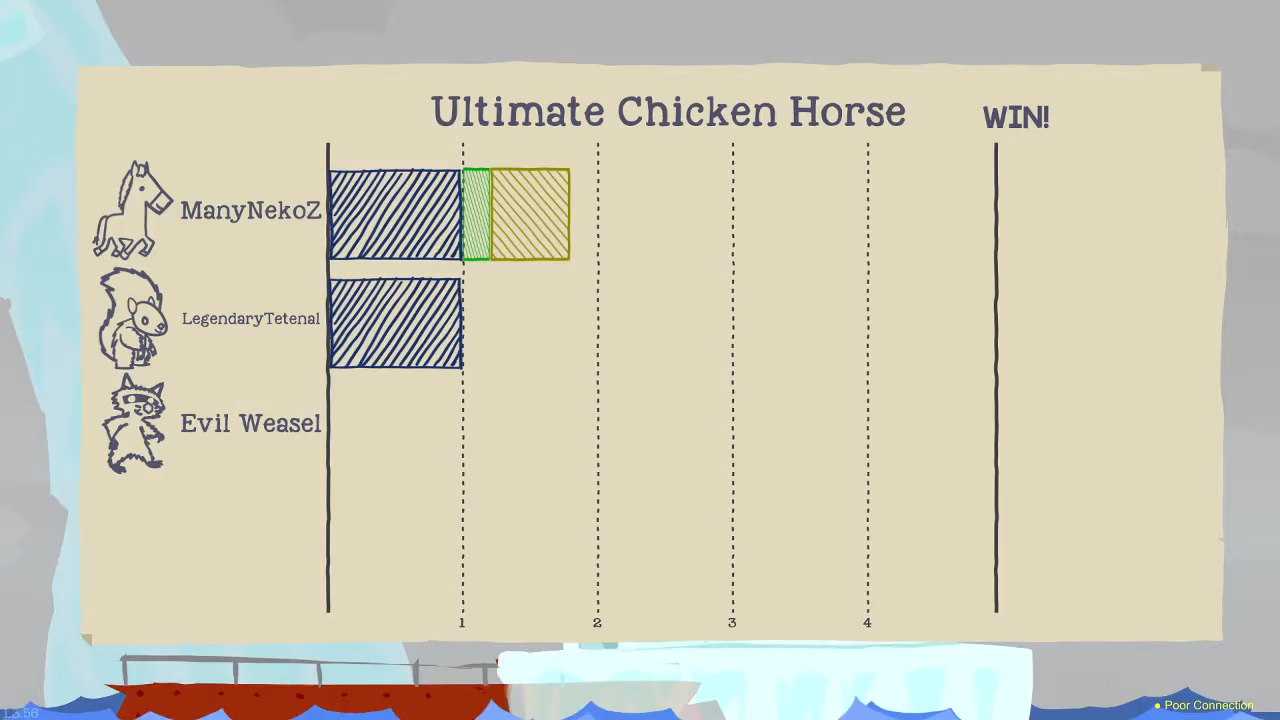 Ultimate Chicken Horse
WIN!
ManyNekoZ
LegendaryTetenal
Evil Weasel
1 2 3 4
Poor Connection